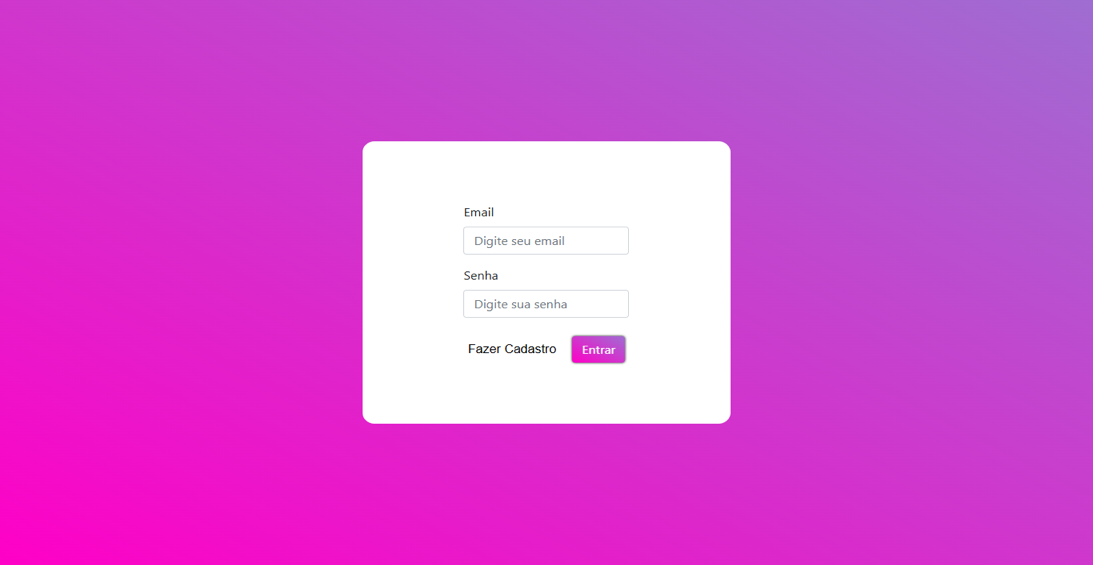 Email
Digite seu email
Senha
Digite sua senha
Fazer Cadastro Entrar